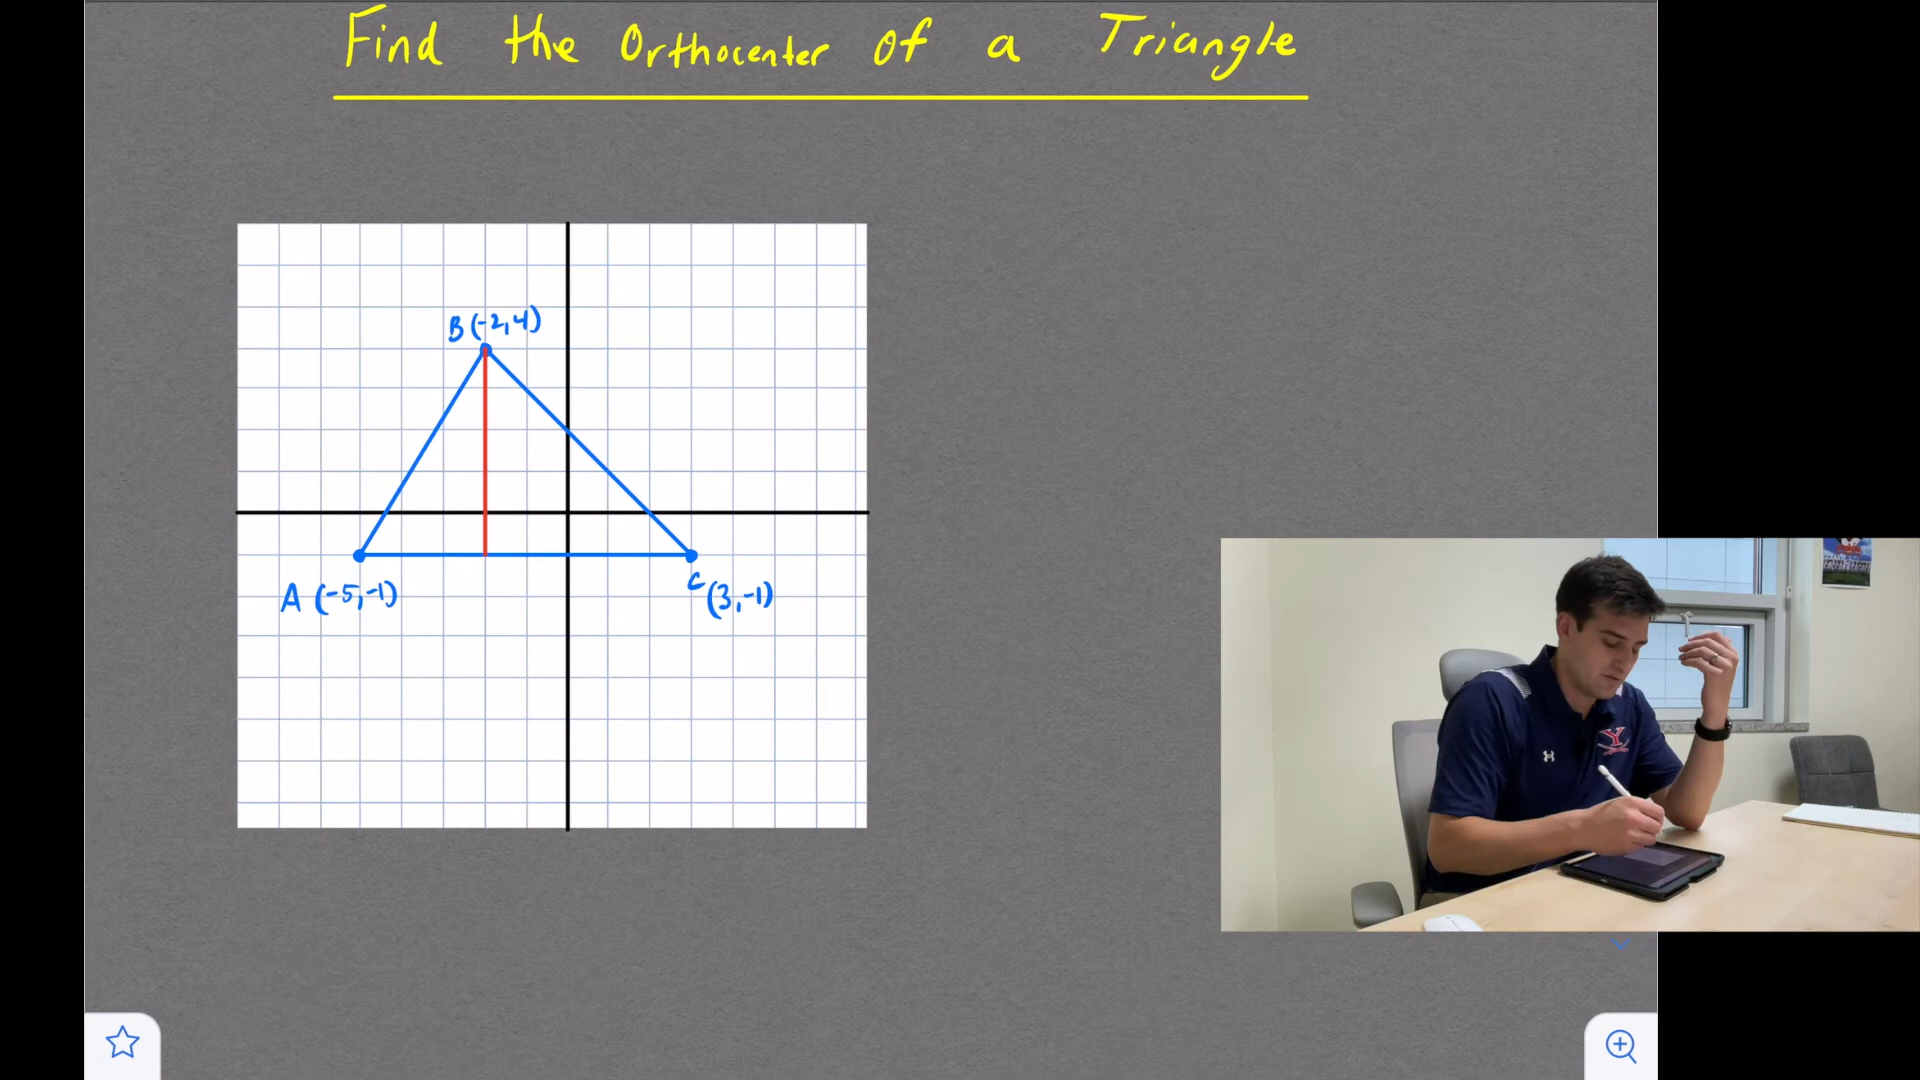 Find the Orthocenter of a Triangle
B (-2,4)
A (-5,-1)
C (3,-1)
Y